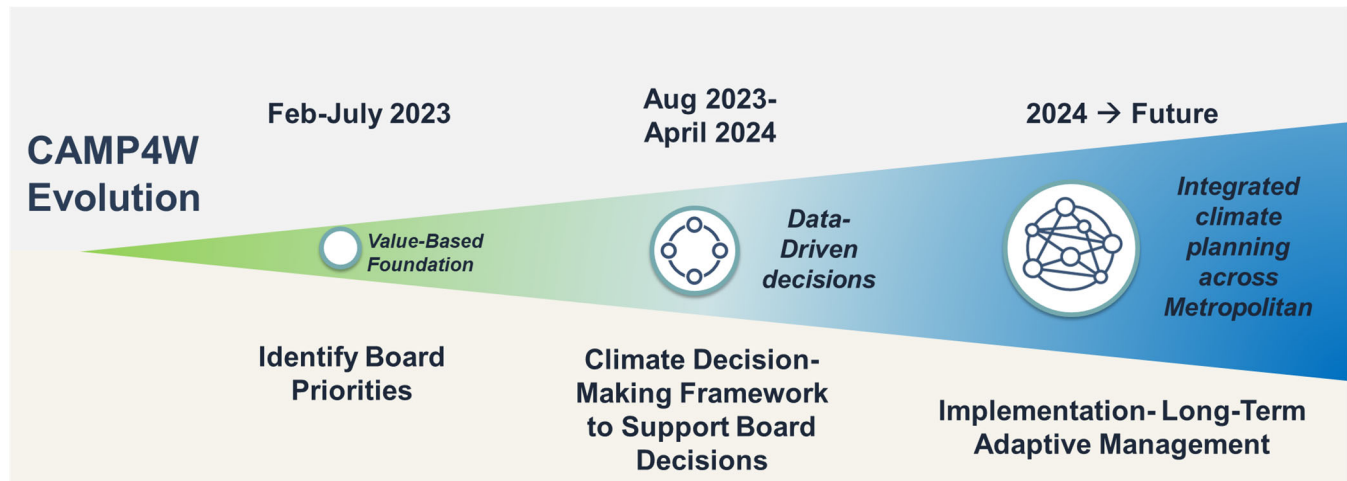 CAMP4W
Evolution
Feb-July 2023
Value-Based
Foundation
Identify Board
Priorities
Aug 2023-
April 2024
Data-
Driven
decisions
Climate Decision-
Making Framework
to Support Board
Decisions
2024 → Future
Integrated
climate
planning
across
Metropolitan
Implementation- Long-Term
Adaptive Management